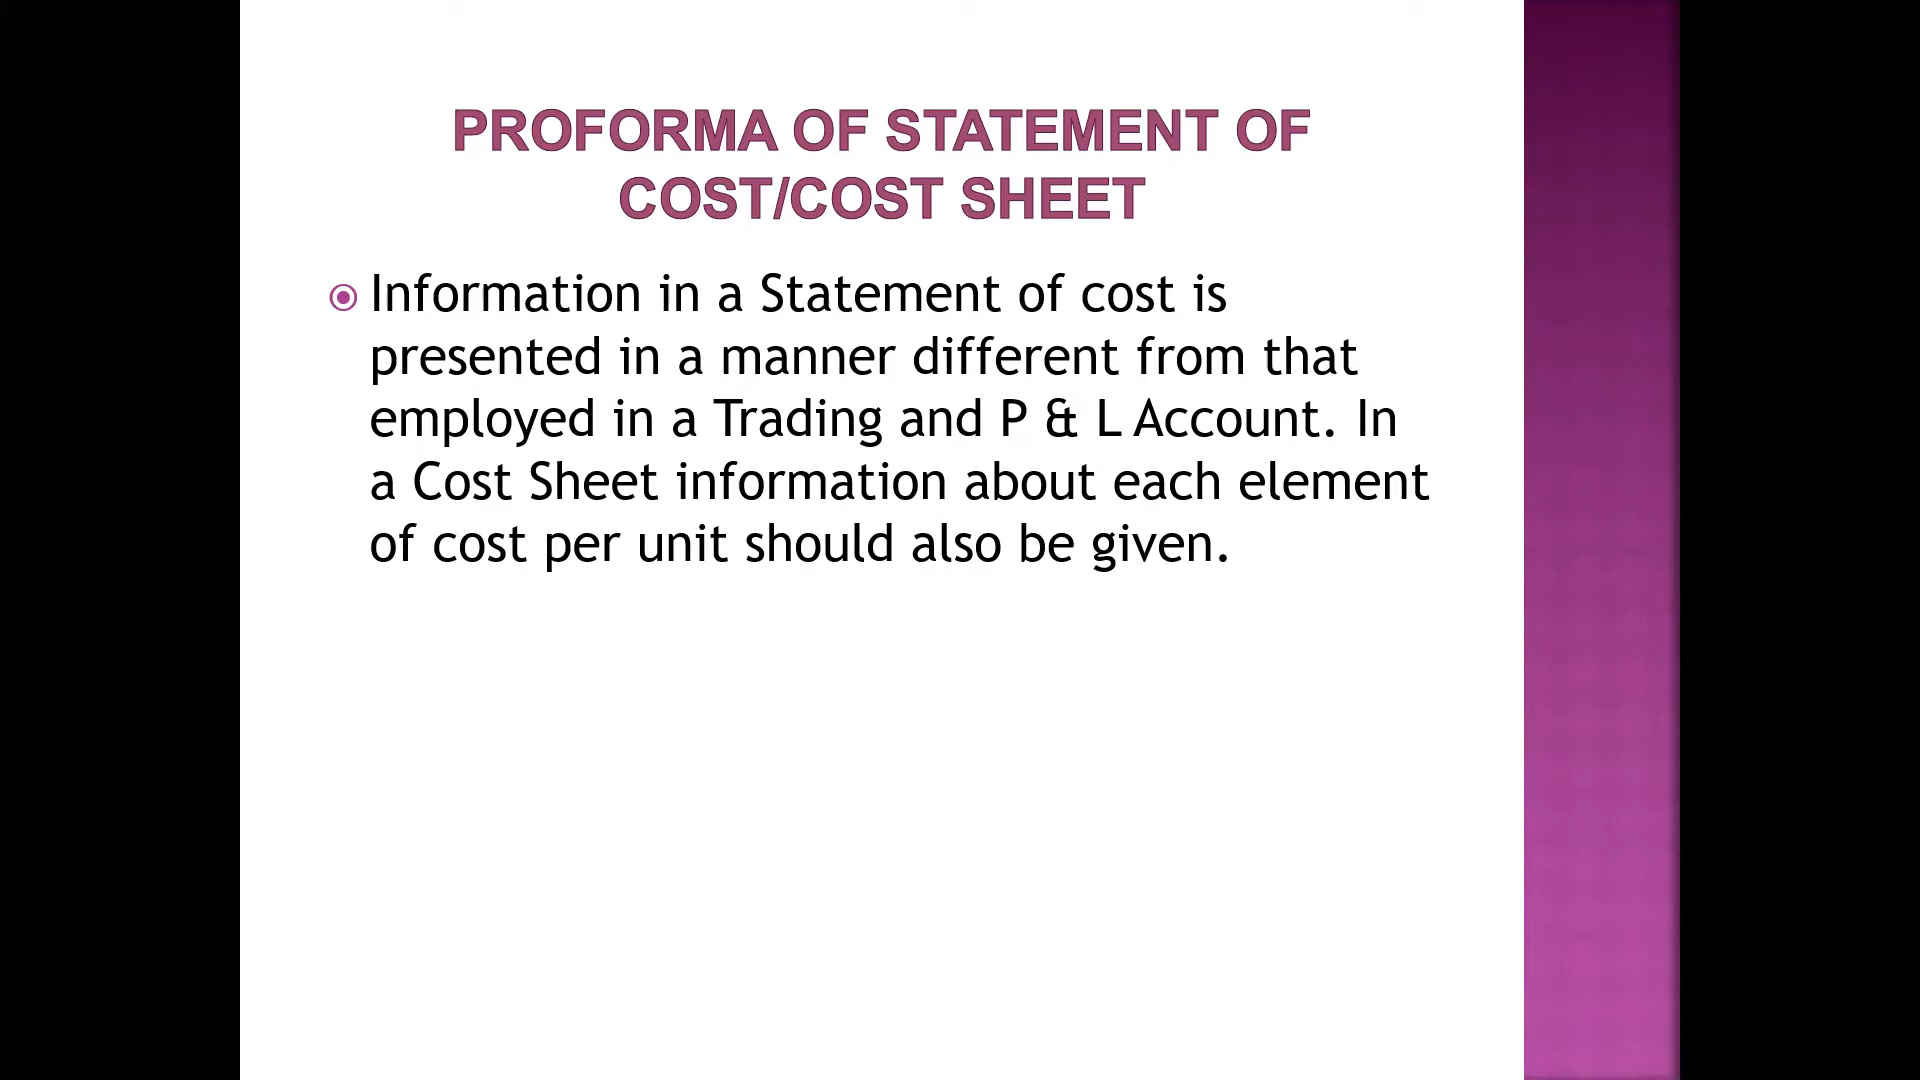 PROFORMA OF STATEMENT OF
COST/COST SHEET
Information in a Statement of cost is
presented in a manner different from that
employed in a Trading and P & L Account. In
a Cost Sheet information about each element
of cost per unit should also be given.